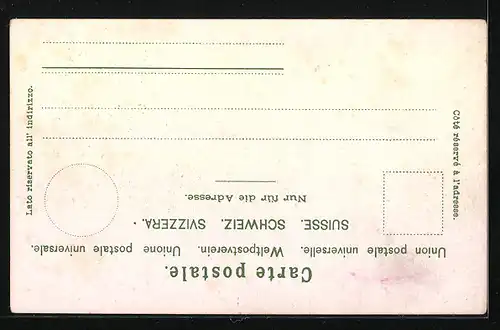 Carte postale.
Union postale universelle. Weltpostverein. Unione postale universale.
SUISSE. SCHWEIZ. SVIZZERA.
Nur für die Adresse.
Côté réservé à l'adresse.
Lato riservato all' indirizzo.